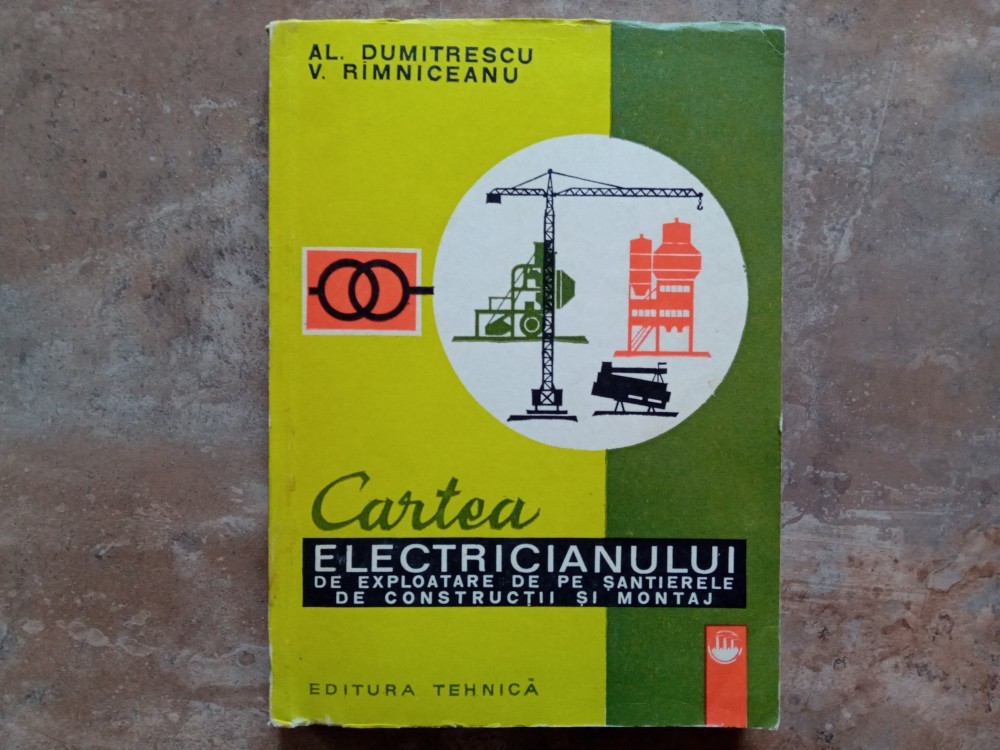 AL. DUMITRESCU
V. RÎMNICEANU
Cartea
ELECTRICIANULUI
DE EXPLOATARE DE PE ȘANTIERELE
DE CONSTRUCȚII ȘI MONTAJ
EDITURA TEHNICĂ